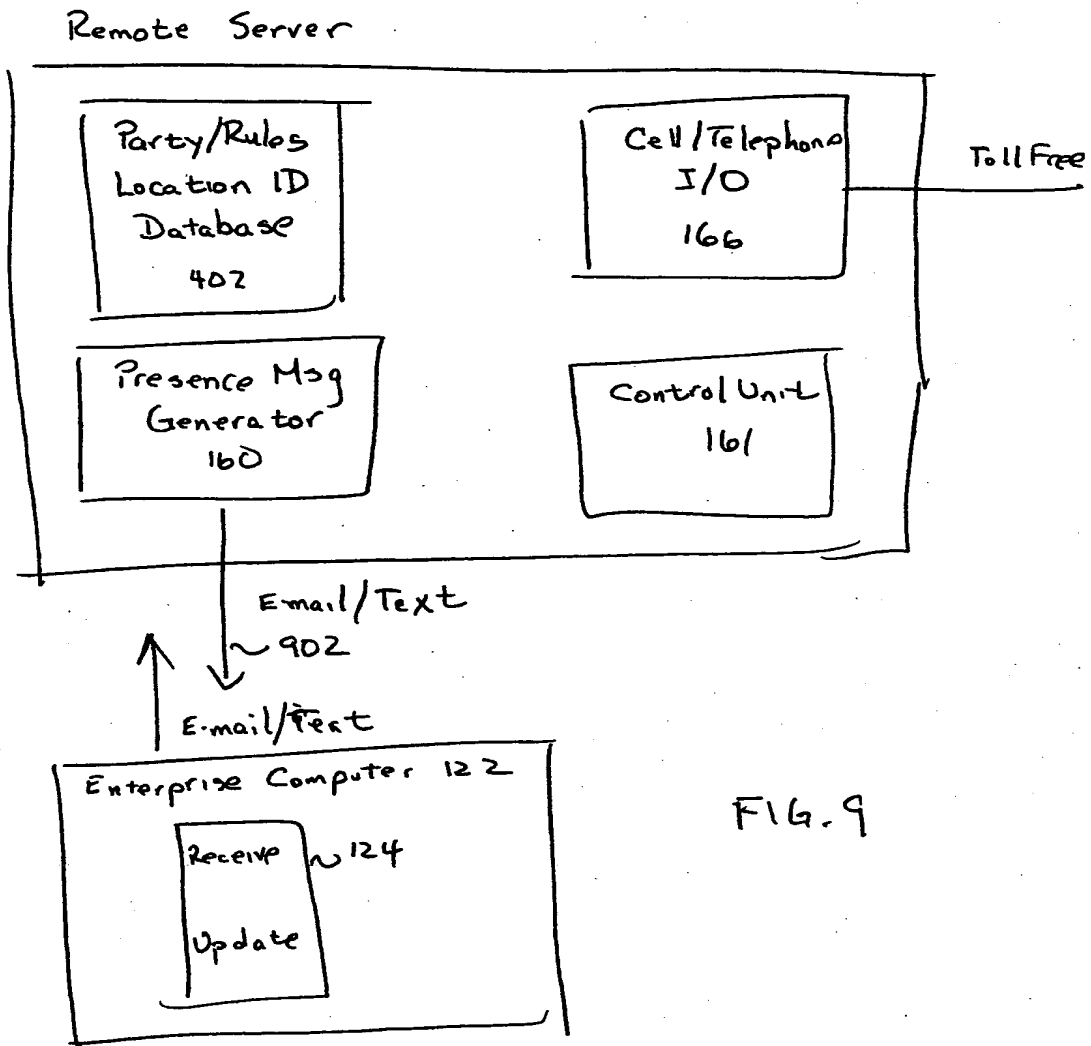 Remote Server
Party/Rules
Location ID
Database
402
Cell/Telephone
I/O
166
Toll Free
Presence Msg
Generator
160
Control Unit
161
Email/Text
902
E-mail/Text
Enterprise Computer 122
Receive
124
Update
FIG. 9